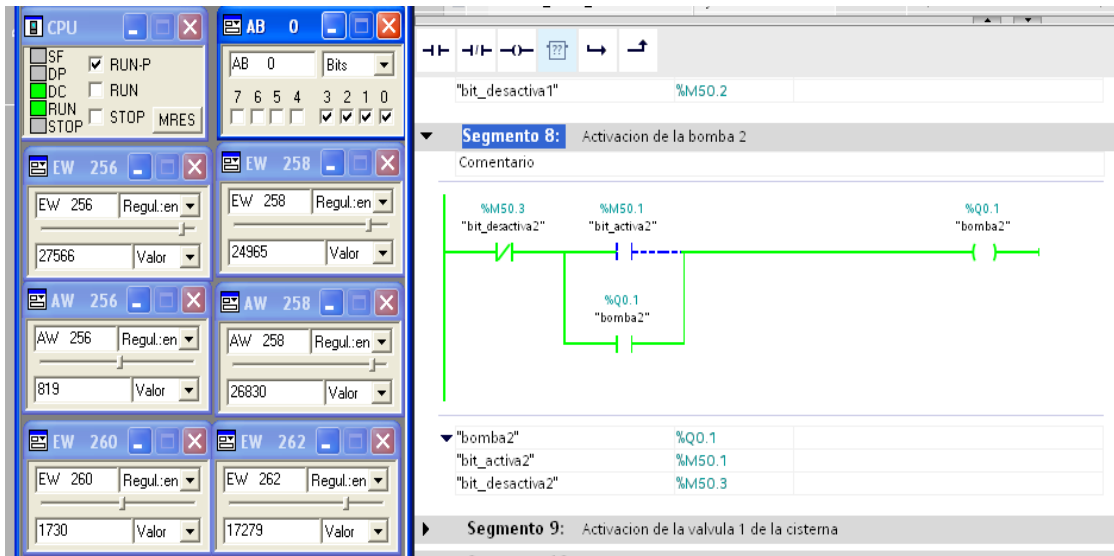 CPU
SF
DP
DC
RUN
STOP
RUN-P
RUN
STOP
MRES
AB 0
AB 0 Bits
7 6 5 4 3 2 1 0
EW 256
EW 256 Regul.:en
27566 Valor
EW 258
EW 258 Regul.:en
24965 Valor
AW 256
AW 256 Regul.:en
819 Valor
AW 258
AW 258 Regul.:en
26830 Valor
EW 260
EW 260 Regul.:en
1730 Valor
EW 262
EW 262 Regul.:en
17279 Valor
??
"bit_desactiva1" %M50.2
Segmento 8: Activacion de la bomba 2
Comentario
%M50.3 %M50.1 %Q0.1
"bit_desactiva2" "bit_activa2" "bomba2"
%Q0.1
"bomba2"
"bomba2" %Q0.1
"bit_activa2" %M50.1
"bit_desactiva2" %M50.3
Segmento 9: Activacion de la valvula 1 de la cisterna